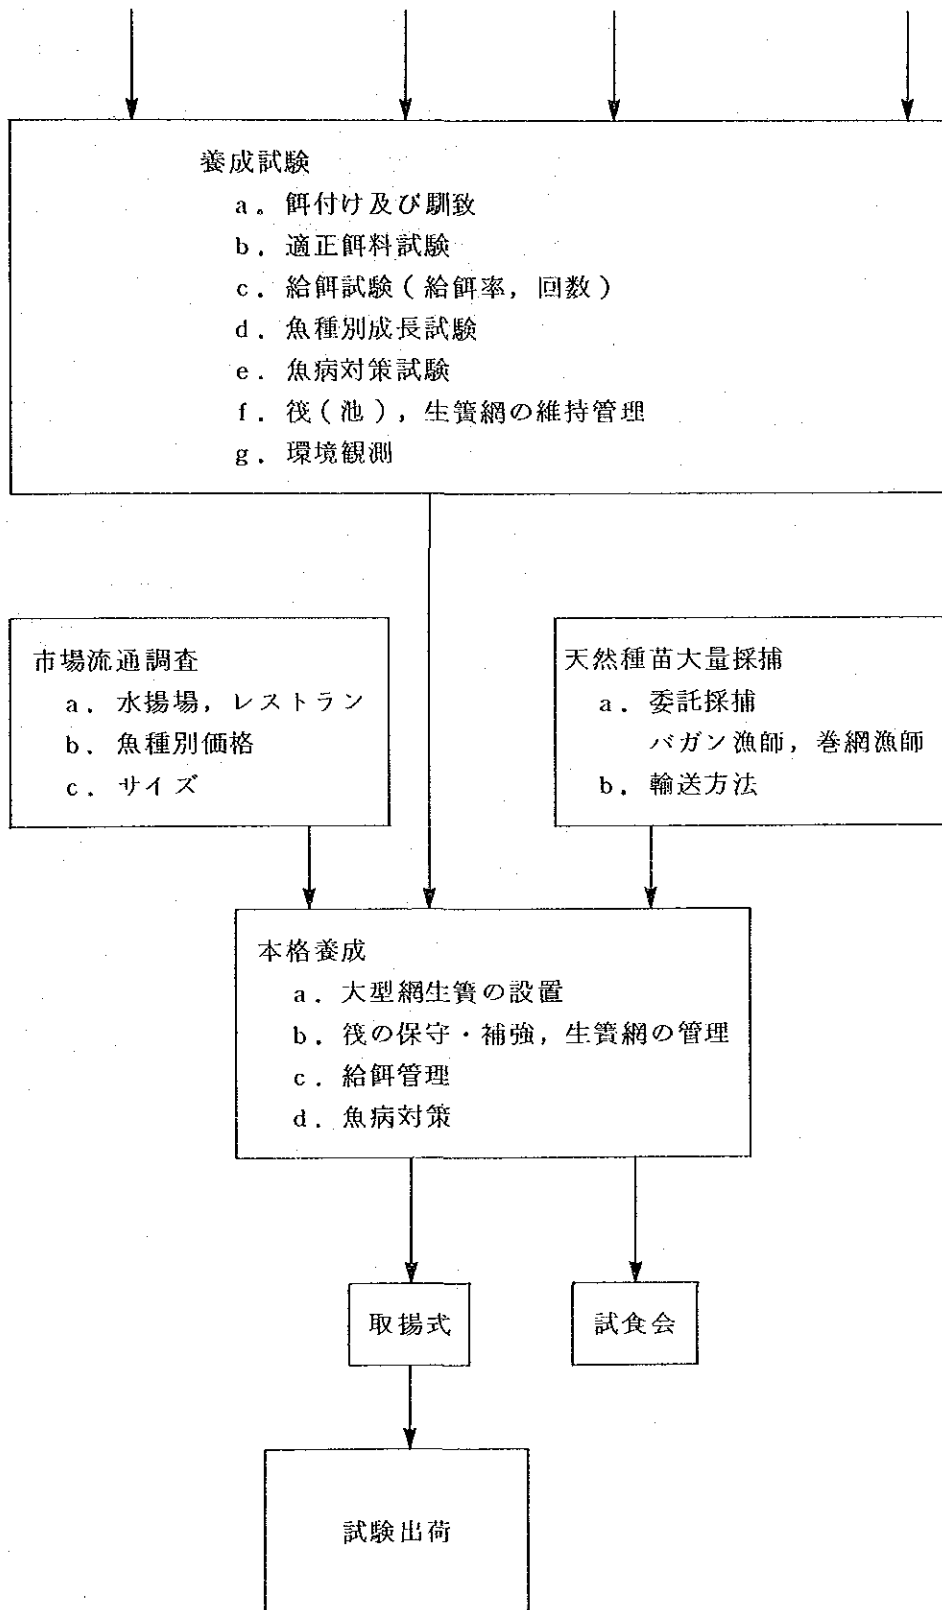 養成試験
a. 餌付け及び馴致
b. 適正餌料試験
c. 給餌試験(給餌率, 回数)
d. 魚種別成長試験
e. 魚病対策試験
f. 筏(池), 生簀網の維持管理
g. 環境観測
市場流通調査
a. 水揚場, レストラン
b. 魚種別価格
c. サイズ
天然種苗大量採捕
a. 委託採捕
バガン漁師, 巻網漁師
b. 輸送方法
本格養成
a. 大型網生簀の設置
b. 筏の保守・補強, 生簀網の管理
c. 給餌管理
d. 魚病対策
取揚式
試食会
試験出荷